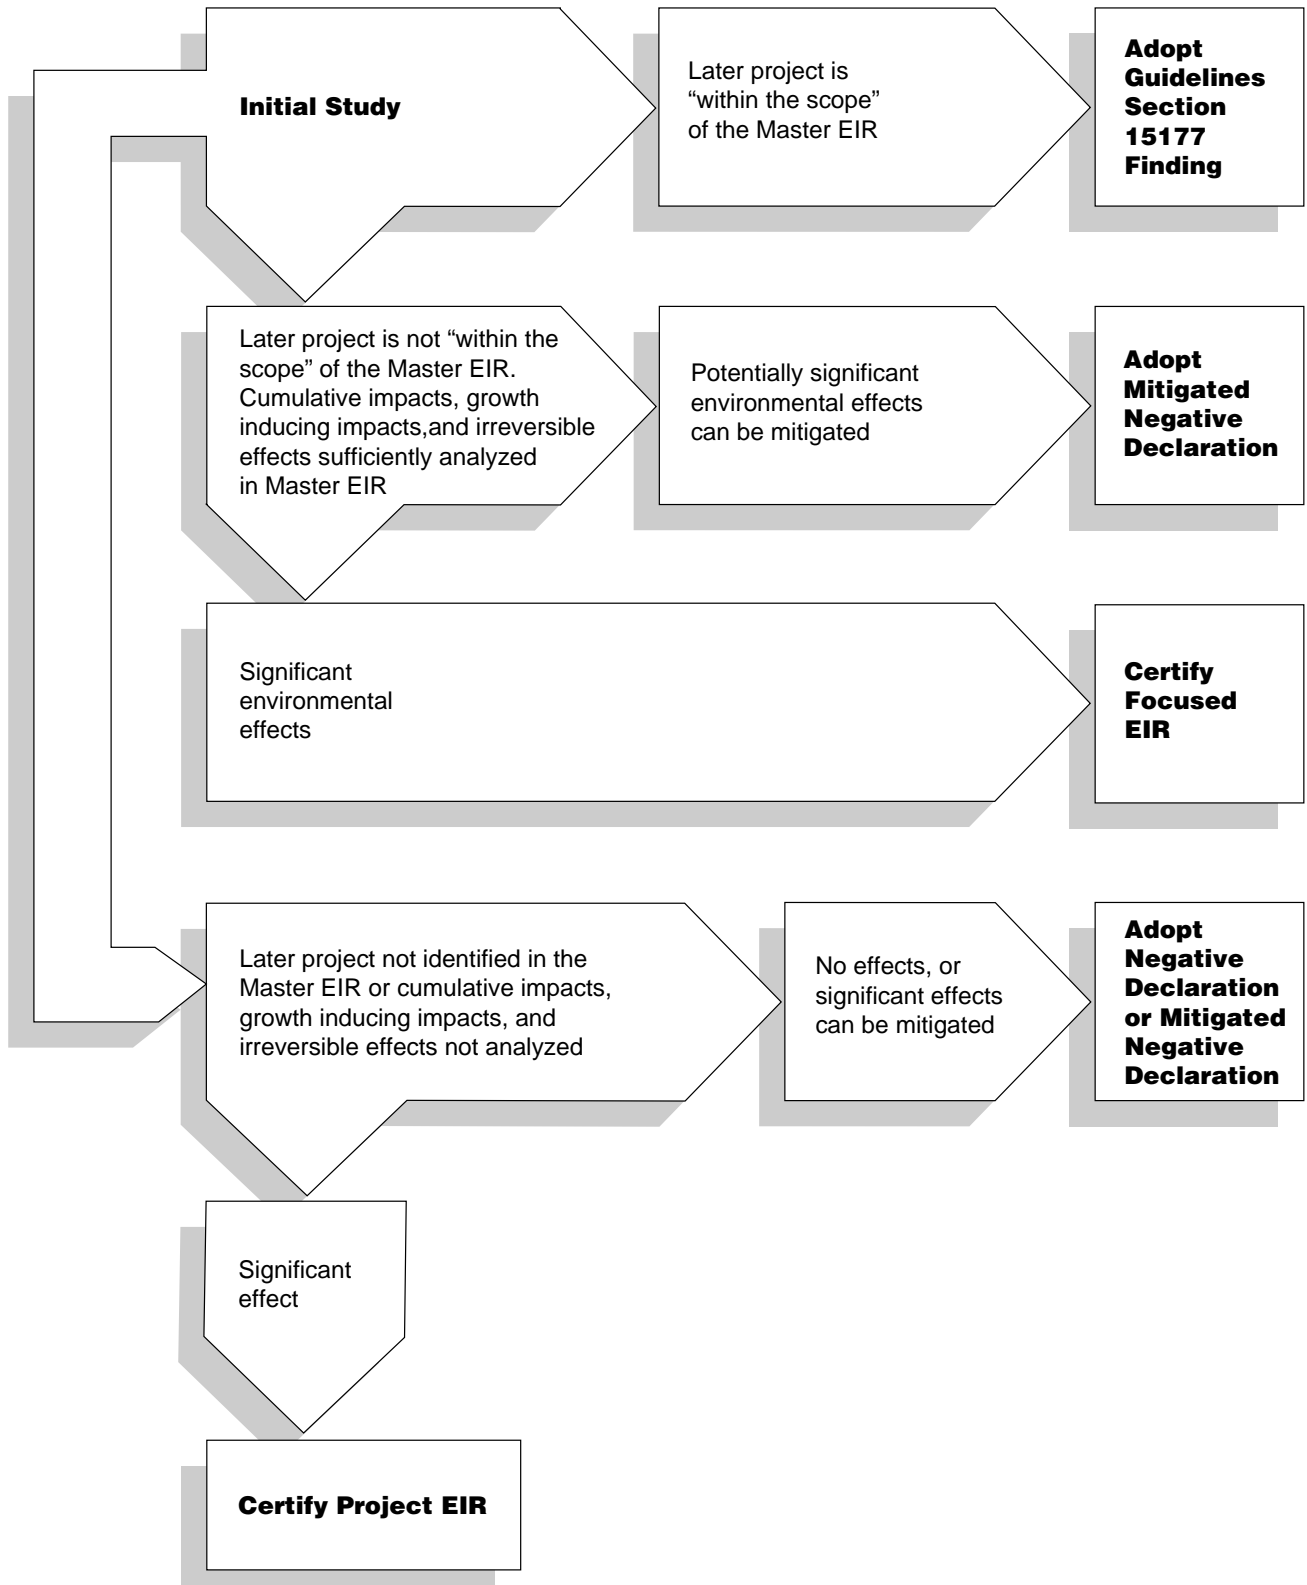 Initial Study
Later project is
“within the scope”
of the Master EIR
Adopt
Guidelines
Section
15177
Finding
Later project is not “within the
scope” of the Master EIR.
Cumulative impacts, growth
inducing impacts,and irreversible
effects sufficiently analyzed
in Master EIR
Potentially significant
environmental effects
can be mitigated
Adopt
Mitigated
Negative
Declaration
Significant
environmental
effects
Certify
Focused
EIR
Later project not identified in the
Master EIR or cumulative impacts,
growth inducing impacts, and
irreversible effects not analyzed
No effects, or
significant effects
can be mitigated
Adopt
Negative
Declaration
or Mitigated
Negative
Declaration
Significant
effect
Certify Project EIR